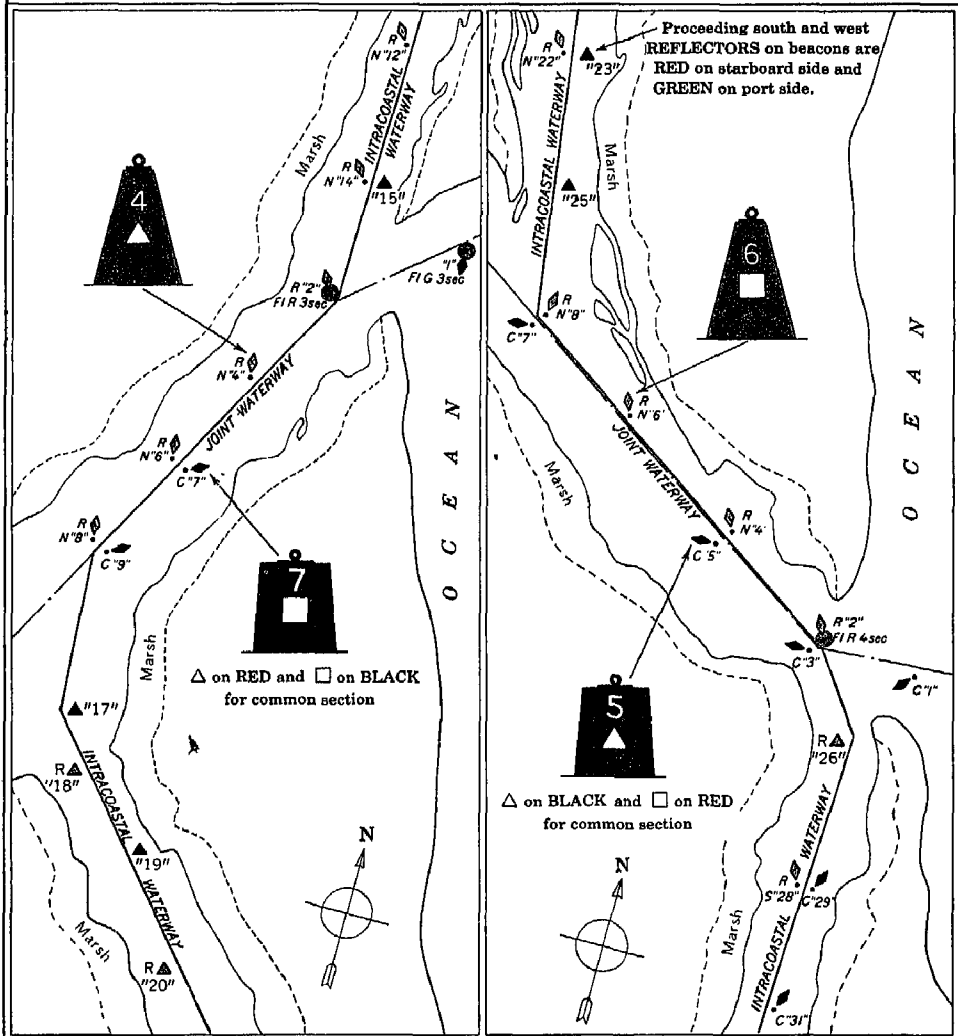 R
N"12"
INTRACOASTAL
WATERWAY
Marsh
R
N"14"
"15"
4
R"2"
Fl R 3sec
"1"
Fl G 3sec
R
N"4"
JOINT WATERWAY
R
N"6"
C"7"
R
N"8"
C"9"
OCEAN
7
△ on RED and □ on BLACK
for common section
Marsh
"17"
R
"18"
INTRACOASTAL
WATERWAY
"19"
Marsh
R
"20"
N
Proceeding south and west
REFLECTORS on beacons are
RED on starboard side and
GREEN on port side.
R
N"22"
"23"
INTRACOASTAL WATERWAY
Marsh
"25"
6
R
N"8"
C"7"
R
N"6'
JOINT WATERWAY
Marsh
R
N"4'
C"5"
OCEAN
R"2"
Fl R 4sec
C"3"
C"1"
5
△ on BLACK and □ on RED
for common section
R
"26"
INTRACOASTAL WATERWAY
R
S"28"
C"29"
Marsh
C"31"
N